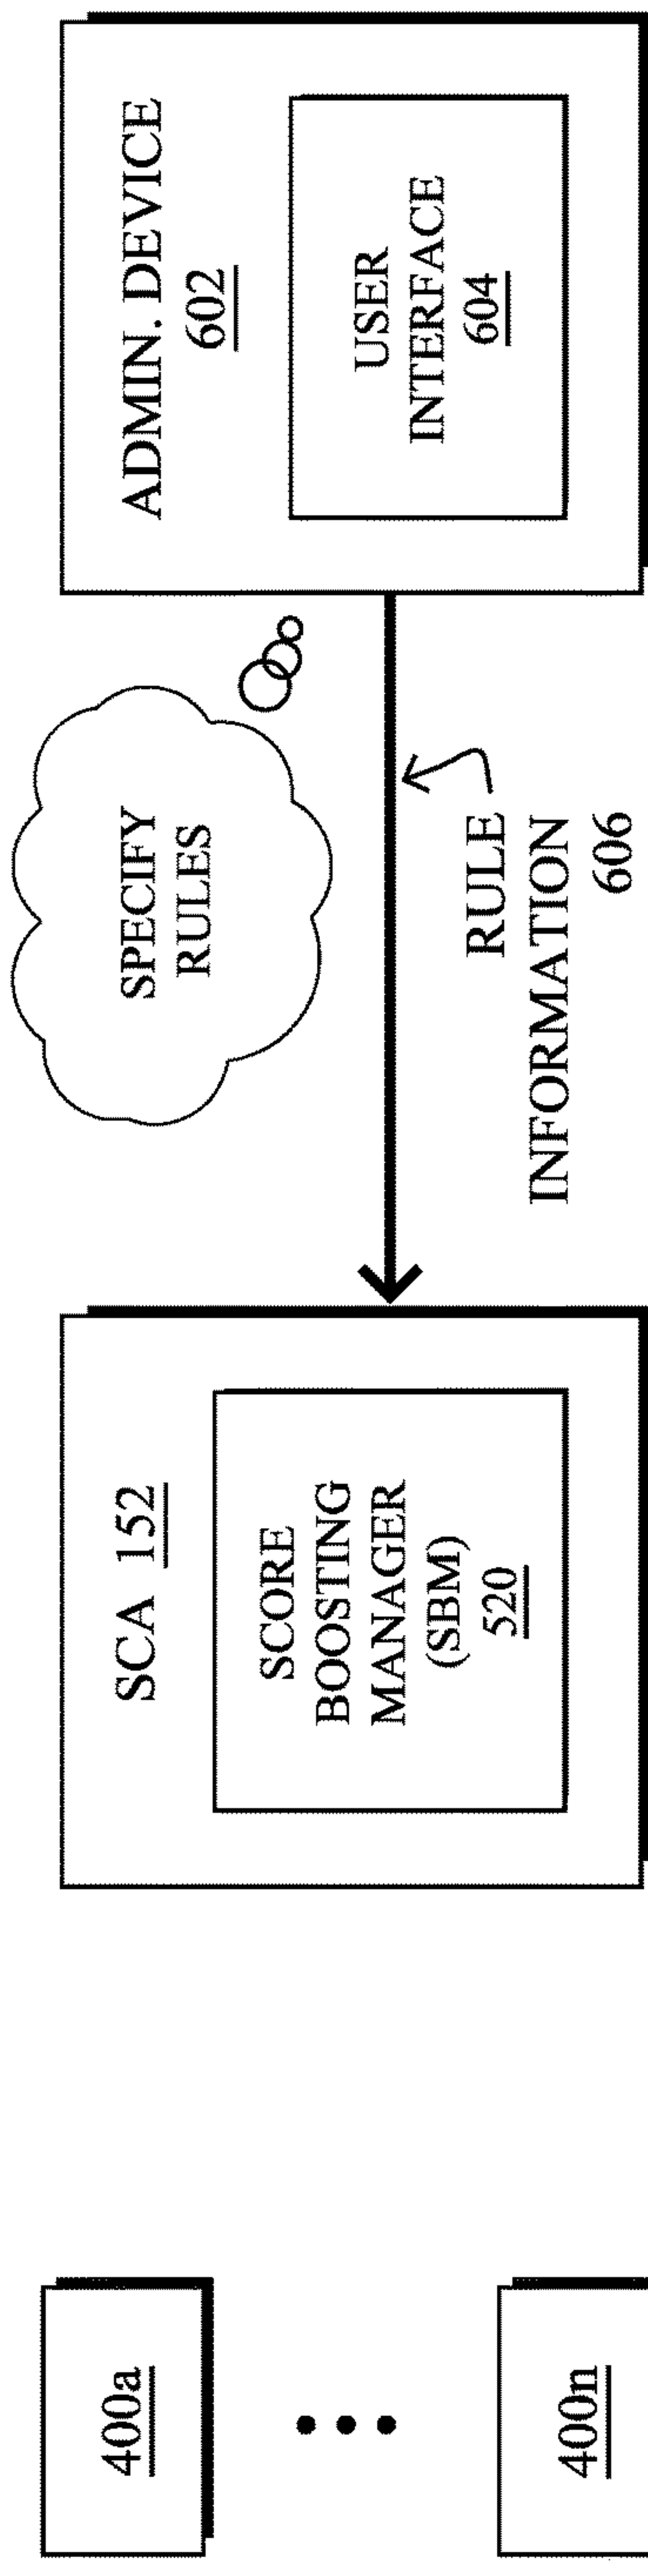 400a
400n
SCA 152
SCORE
BOOSTING
MANAGER
(SBM)
520
SPECIFY
RULES
RULE
INFORMATION
606
ADMIN. DEVICE
602
USER
INTERFACE
604